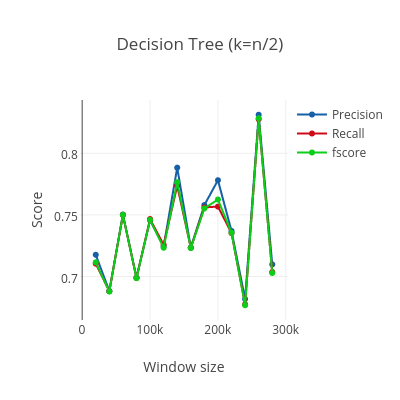 Decision Tree (k=n/2)
Precision
Recall
fscore
0.8
0.75
0.7
Score
0
100k
200k
300k
Window size